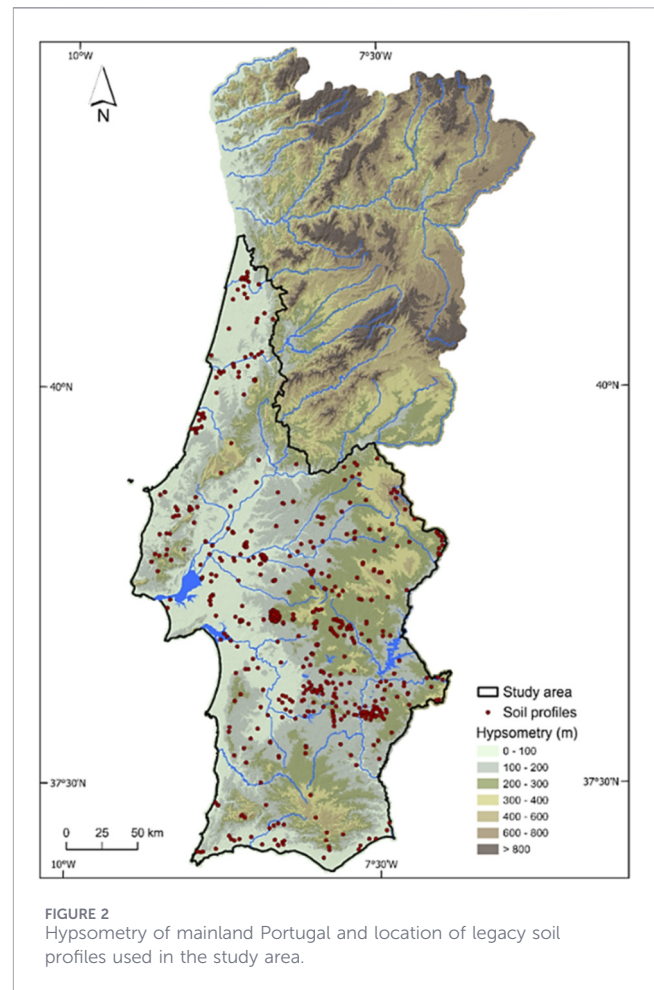 10°W
7°30'W
N
40°N
40°N
Study area
Soil profiles
Hypsometry (m)
0 - 100
100 - 200
200 - 300
300 - 400
400 - 600
600 - 800
> 800
37°30'N
37°30'N
0 25 50 km
10°W
7°30'W
FIGURE 2
Hypsometry of mainland Portugal and location of legacy soil
profiles used in the study area.